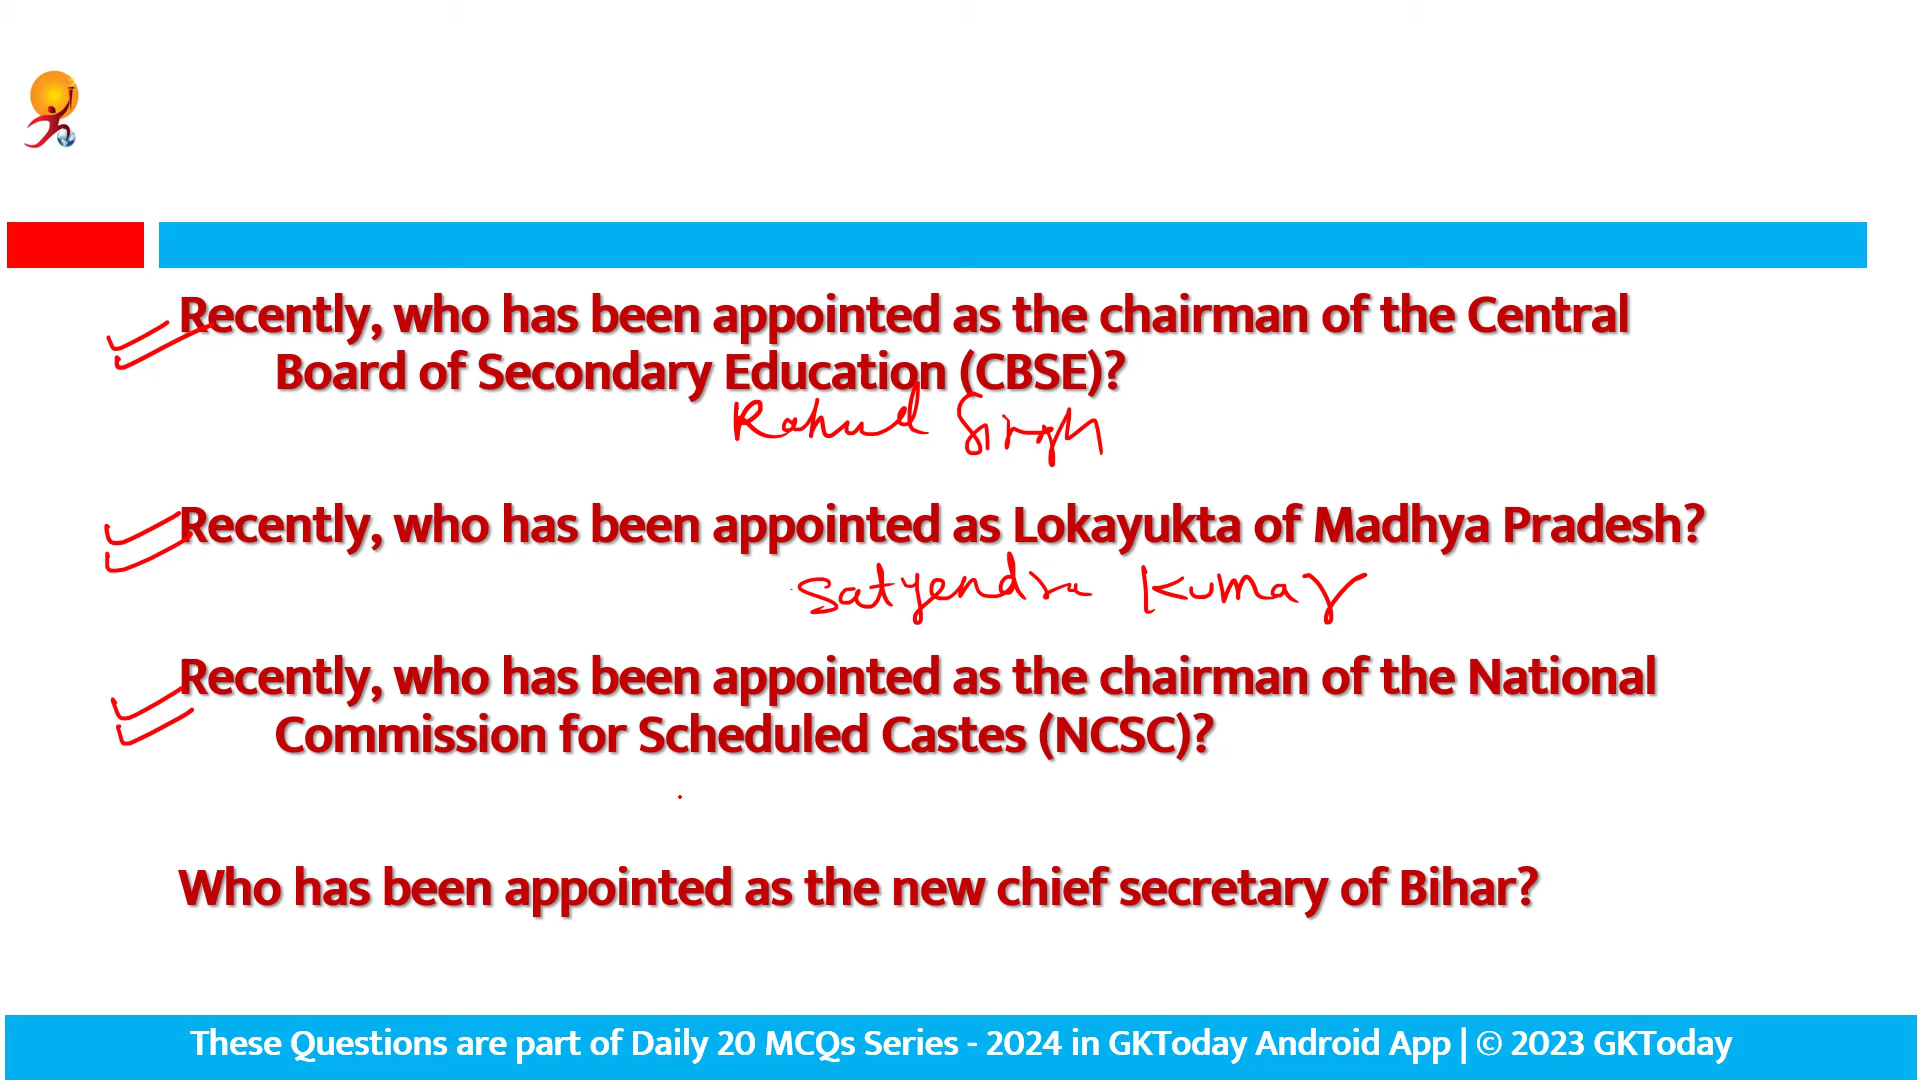 Recently, who has been appointed as the chairman of the Central
Board of Secondary Education (CBSE)?
Rahul Singh
Recently, who has been appointed as Lokayukta of Madhya Pradesh?
Satyendra Kumar
Recently, who has been appointed as the chairman of the National
Commission for Scheduled Castes (NCSC)?
Who has been appointed as the new chief secretary of Bihar?
These Questions are part of Daily 20 MCQs Series - 2024 in GKToday Android App | © 2023 GKToday